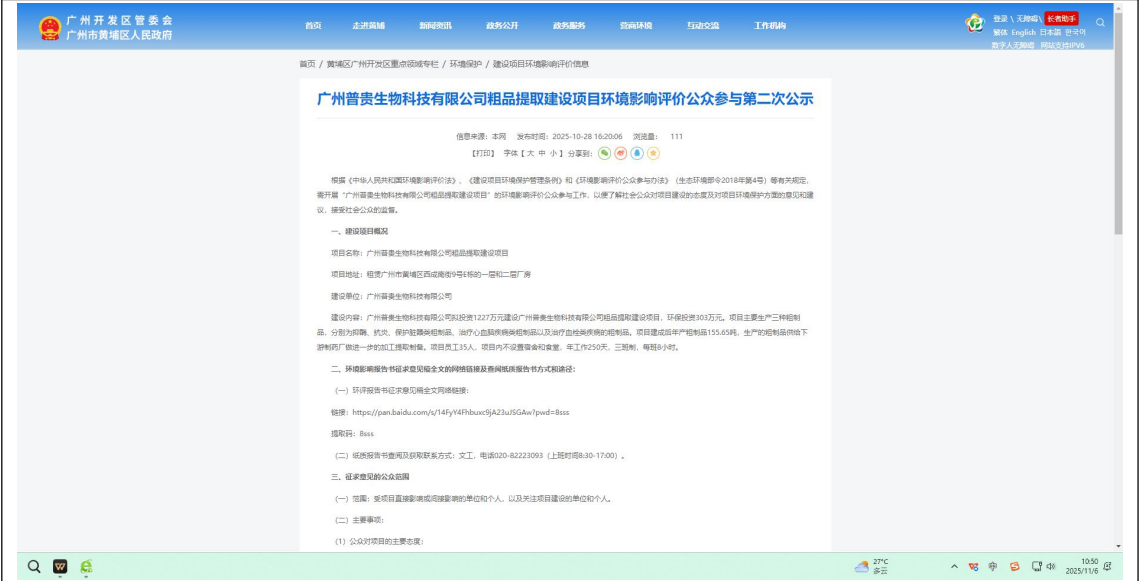 广州开发区管委会
广州市黄埔区人民政府
首页 走进黄埔 新闻资讯 政务公开 政务服务 营商环境 互动交流 工作机构
登录 \ 无障碍\ 长者助手
繁体 English 日本語 한국어
数字人无障碍 网站支持IPV6
首页 / 黄埔区广州开发区重点领域专栏 / 环境保护 / 建设项目环境影响评价信息
广州普贵生物科技有限公司粗品提取建设项目环境影响评价公众参与第二次公示
信息来源: 本网 发布时间: 2025-10-28 16:20:06 浏览量: 111
【打印】 字体【 大 中 小 】 分享到:
根据《中华人民共和国环境影响评价法》、《建设项目环境保护管理条例》和《环境影响评价公众参与办法》(生态环境部令2018年第4号)等有关规定,
需开展“广州普贵生物科技有限公司粗品提取建设项目”的环境影响评价公众参与工作,以便了解社会公众对项目建设的态度及对项目环境保护方面的意见和建
议,接受社会公众的监督。
一、建设项目概况
项目名称:广州普贵生物科技有限公司粗品提取建设项目
项目地址:租赁广州市黄埔区西成南街9号E栋的一层和二层厂房
建设单位:广州普贵生物科技有限公司
建设内容:广州普贵生物科技有限公司拟投资1227万元建设广州普贵生物科技有限公司粗品提取建设项目,环保投资303万元。项目主要生产三种粗制
品,分别为抑酶、抗炎、保护脏器类粗制品、治疗心血脑疾病类粗制品以及治疗血栓类疾病的粗制品。项目建成后年产粗制品155.65吨,生产的粗制品供给下
游制药厂做进一步的加工提取制备。项目员工35人,项目内不设置宿舍和食堂,年工作250天,三班制,每班8小时。
二、环境影响报告书征求意见稿全文的网络链接及查阅纸质报告书方式和途径:
(一)环评报告书征求意见稿全文网络链接:
链接:https://pan.baidu.com/s/14FyY4Fhbuxc9jA23uJSGAw?pwd=8sss
提取码:8sss
(二)纸质报告书查阅及获取联系方式:文工,电话020-82223093(上班时间8:30-17:00)。
三、征求意见的公众范围
(一)范围:受项目直接影响或间接影响的单位和个人,以及关注项目建设的单位和个人。
(二)主要事项:
(1)公众对项目的主要态度:
27°C
多云
中
10:50
2025/11/6